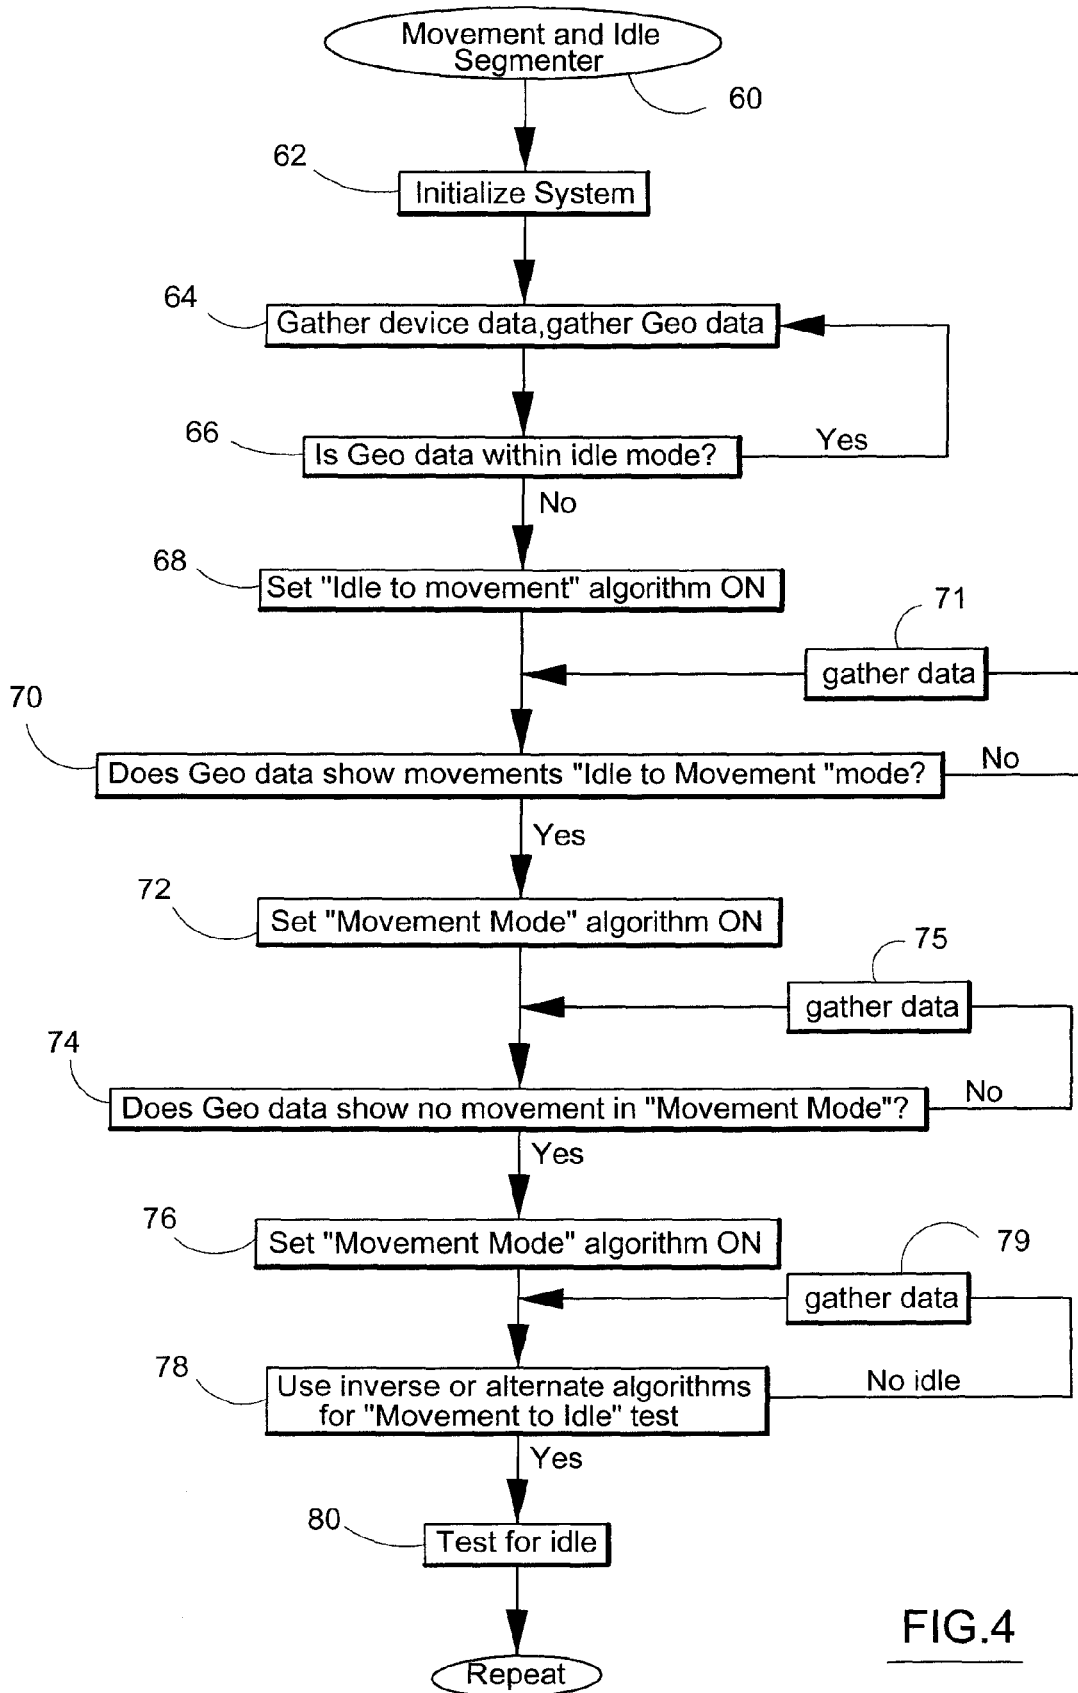 Movement and Idle
Segmenter
60
62
Initialize System
64
Gather device data,gather Geo data
66
Is Geo data within idle mode?
Yes
No
68
Set "Idle to movement" algorithm ON
71
gather data
70
Does Geo data show movements "Idle to Movement "mode?
No
Yes
72
Set "Movement Mode" algorithm ON
75
gather data
74
Does Geo data show no movement in "Movement Mode"?
No
Yes
76
Set "Movement Mode" algorithm ON
79
gather data
78
Use inverse or alternate algorithms
for "Movement to Idle" test
No idle
Yes
80
Test for idle
Repeat
FIG.4